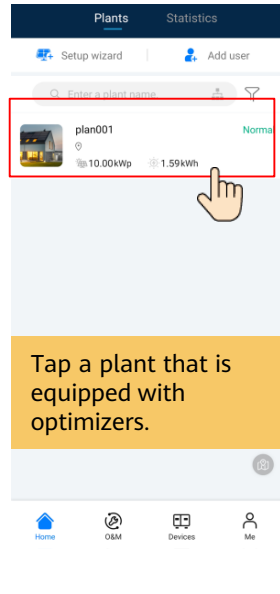 Plants Statistics
Setup wizard Add user
Enter a plant name
plan001 Norma
10.00kWp 1.59kWh
Tap a plant that is
equipped with
optimizers.
Home O&M Devices Me